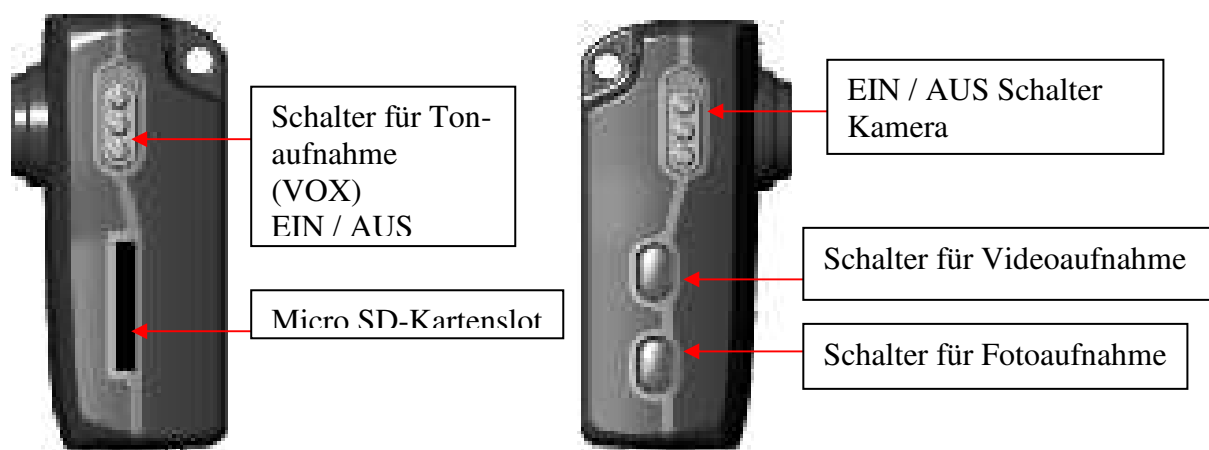 Schalter für Ton-
aufnahme
(VOX)
EIN / AUS
Micro SD-Kartenslot
EIN / AUS Schalter
Kamera
Schalter für Videoaufnahme
Schalter für Fotoaufnahme